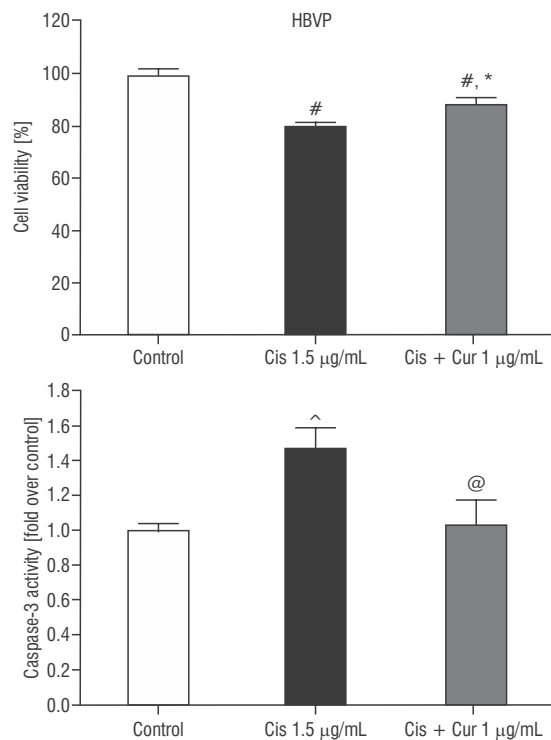 HBVP
Cell viability [%]
120
100
80
60
40
20
0
#
#, *
Control
Cis 1.5 μg/mL
Cis + Cur 1 μg/mL
Caspase-3 activity [fold over control]
1.8
1.6
1.4
1.2
1.0
0.8
0.6
0.4
0.2
0.0
^
@
Control
Cis 1.5 μg/mL
Cis + Cur 1 μg/mL